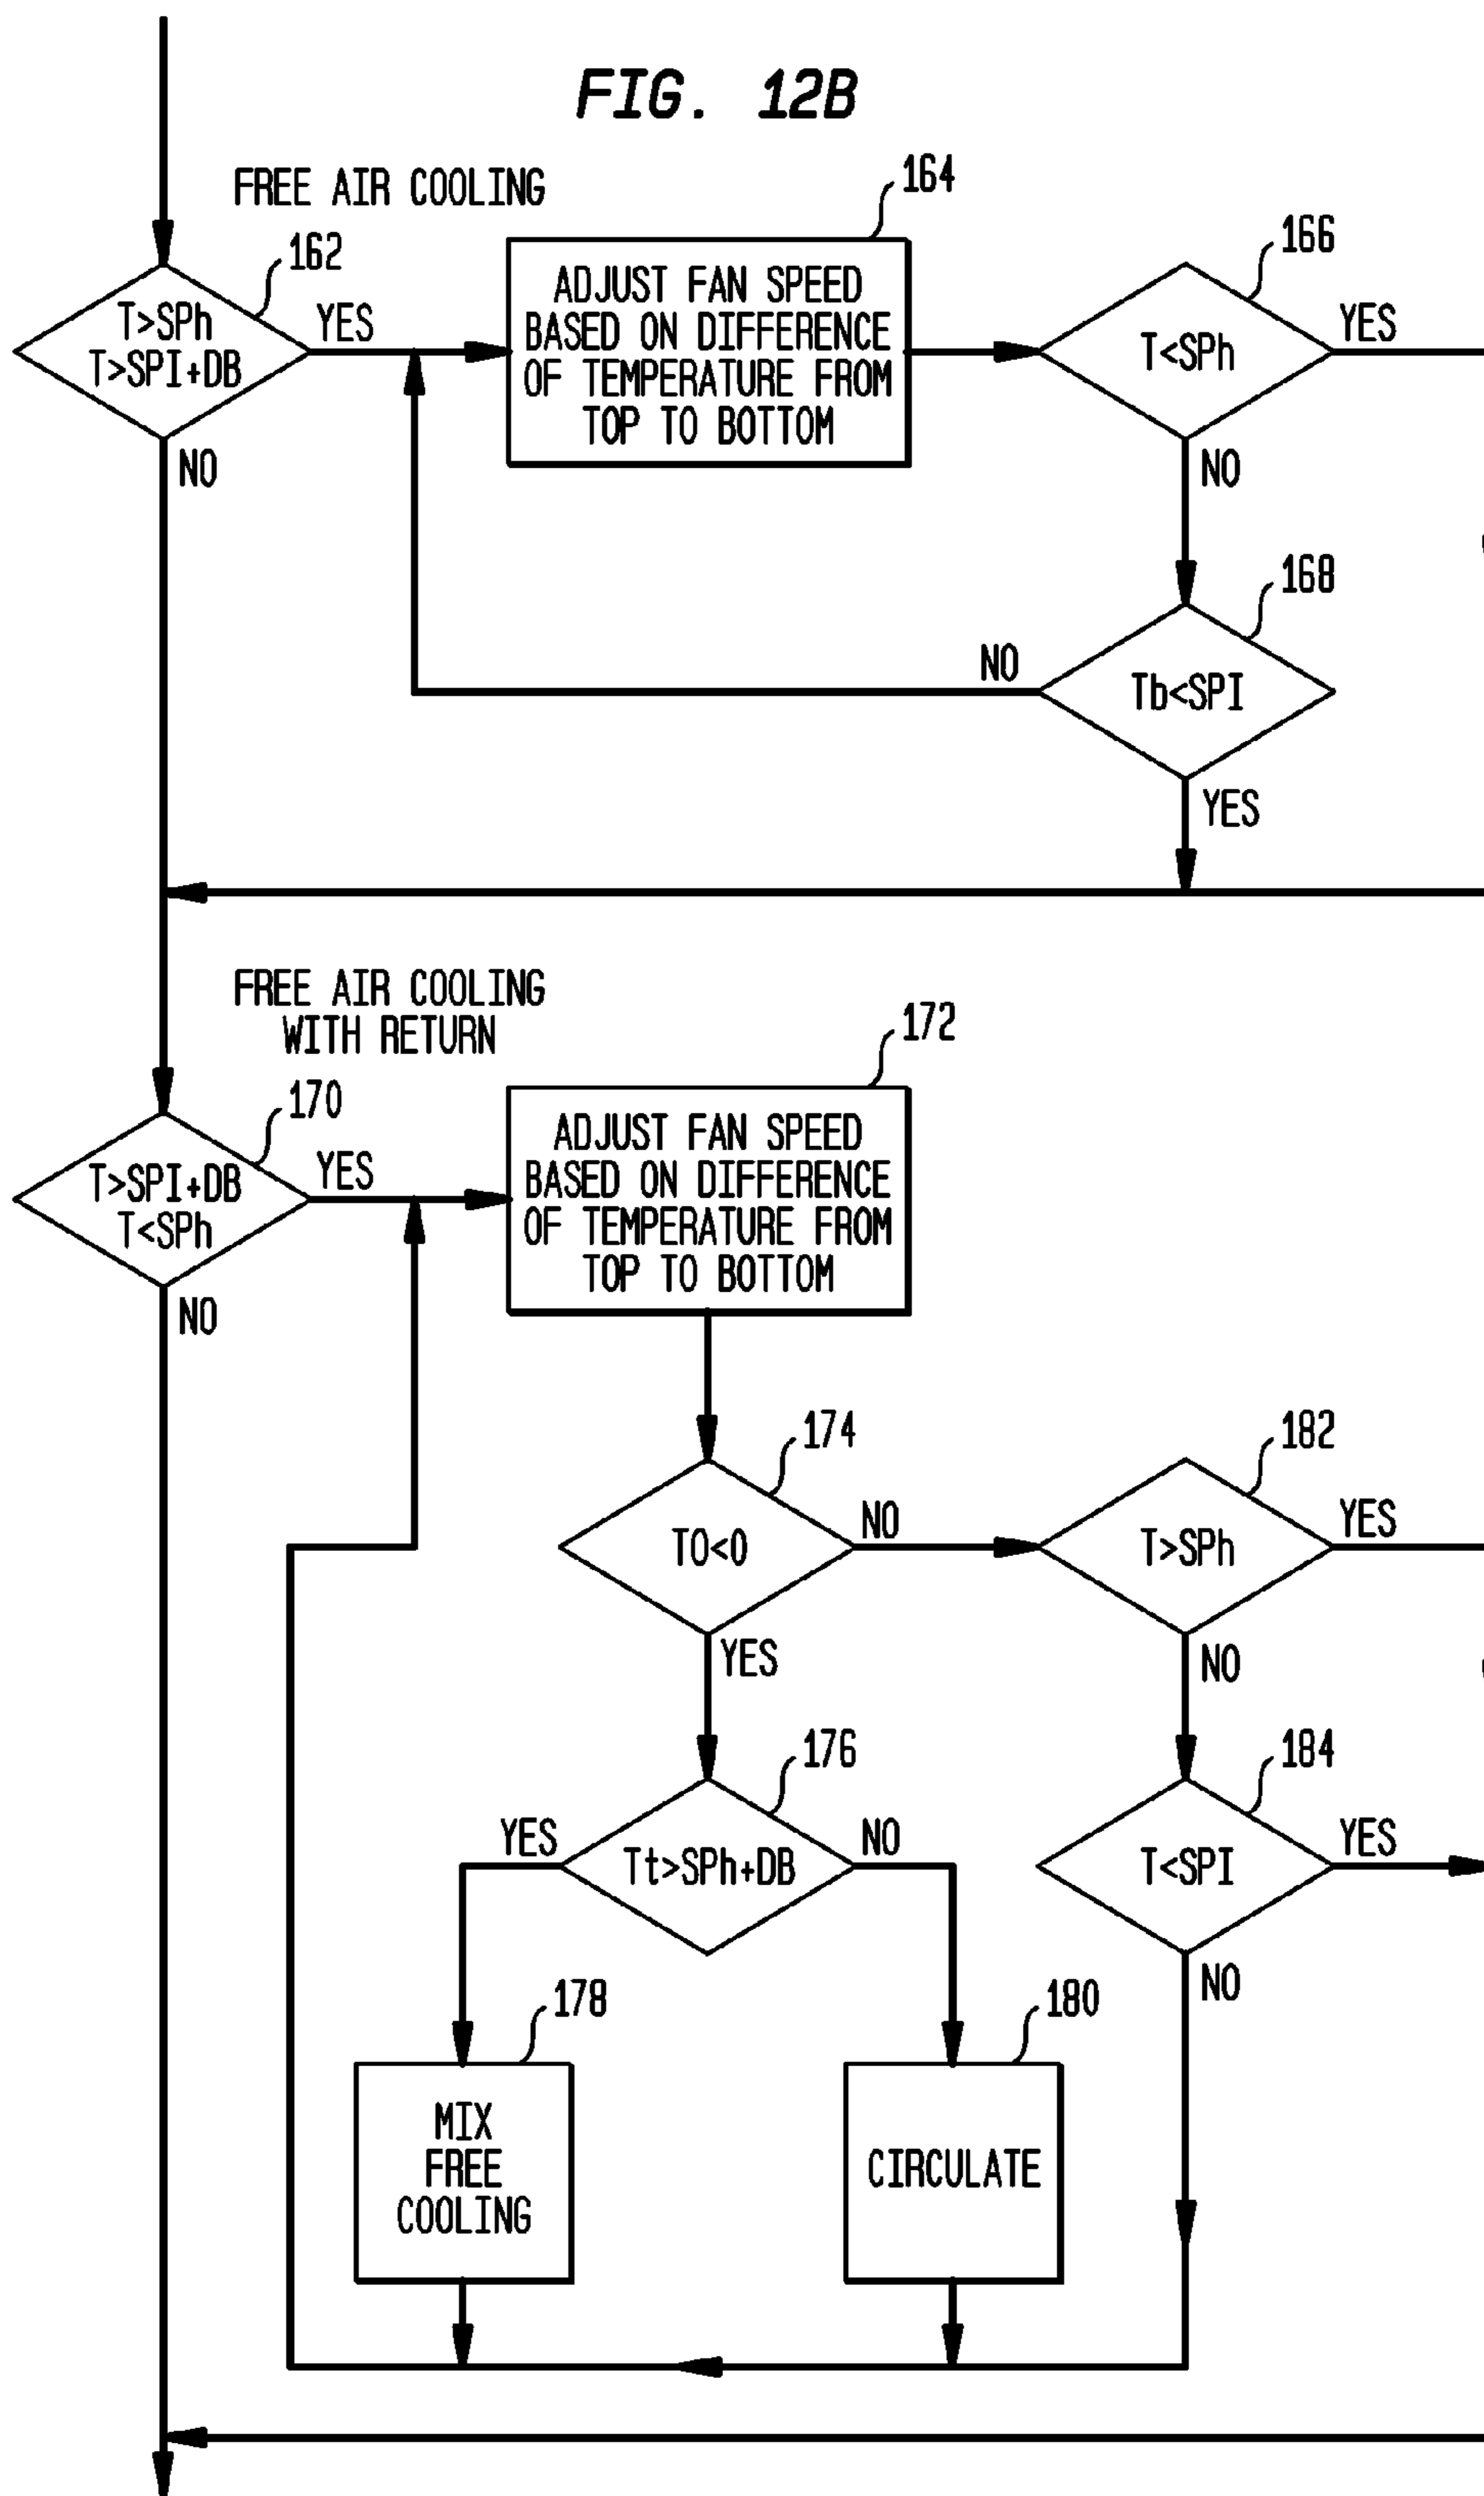 FIG. 12B
FREE AIR COOLING
162
T>SPh
T>SPI+DB
YES
NO
164
ADJUST FAN SPEED
BASED ON DIFFERENCE
OF TEMPERATURE FROM
TOP TO BOTTOM
166
T<SPh
YES
NO
168
Tb<SPI
NO
YES
FREE AIR COOLING
WITH RETURN
170
T>SPI+DB
T<SPh
YES
NO
172
ADJUST FAN SPEED
BASED ON DIFFERENCE
OF TEMPERATURE FROM
TOP TO BOTTOM
174
TO<0
NO
YES
182
T>SPh
YES
NO
176
Tt>SPh+DB
YES
NO
184
T<SPI
YES
NO
178
MIX
FREE
COOLING
180
CIRCULATE